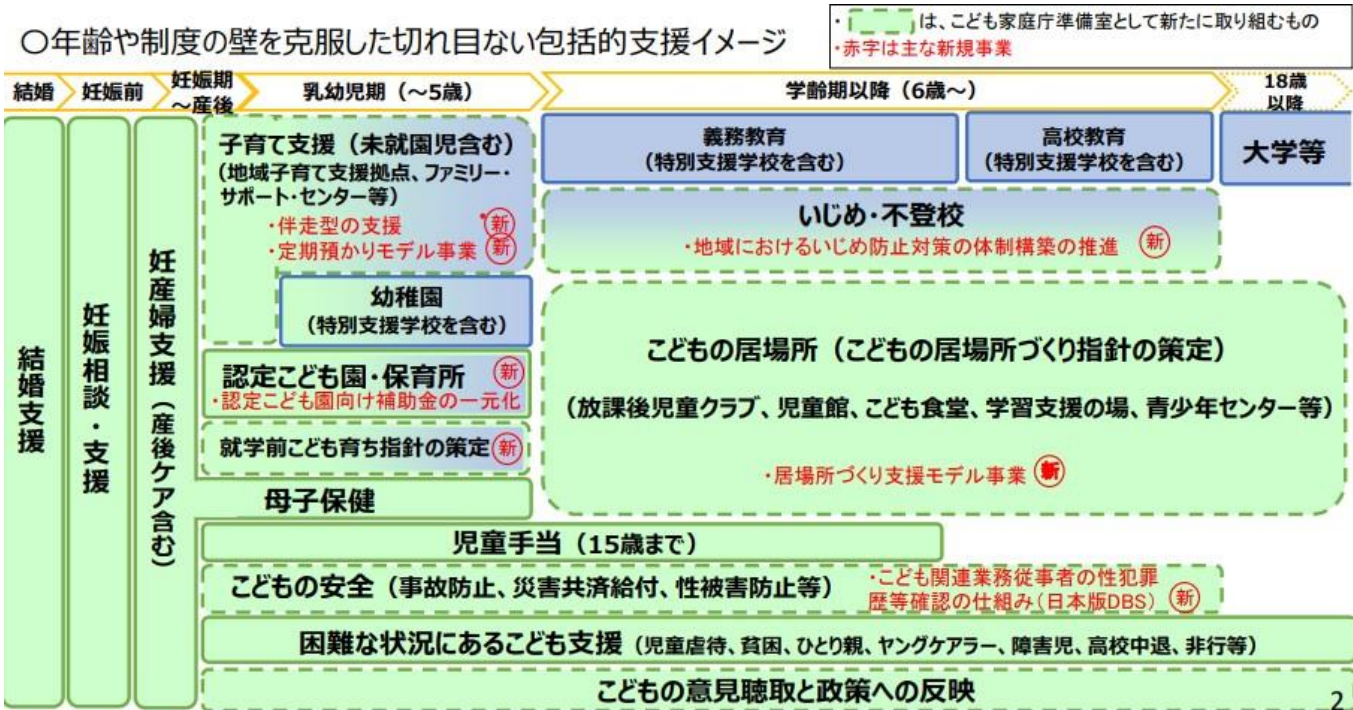 〇年齢や制度の壁を克服した切れ目ない包括的支援イメージ
・ は、こども家庭庁準備室として新たに取り組むもの
・赤字は主な新規事業
結婚
妊娠前
妊娠期
～産後
乳幼児期（～5歳）
学齢期以降（6歳～）
18歳
以降
結婚支援
妊娠相談・支援
妊産婦支援（産後ケア含む）
子育て支援（未就園児含む）
（地域子育て支援拠点、ファミリー・
サポート・センター等）
・伴走型の支援 新
・定期預かりモデル事業 新
幼稚園
（特別支援学校を含む）
認定こども園・保育所 新
・認定こども園向け補助金の一元化
就学前こども育ち指針の策定 新
母子保健
義務教育
（特別支援学校を含む）
高校教育
（特別支援学校を含む）
大学等
いじめ・不登校
・地域におけるいじめ防止対策の体制構築の推進 新
こどもの居場所（こどもの居場所づくり指針の策定）
（放課後児童クラブ、児童館、こども食堂、学習支援の場、青少年センター等）
・居場所づくり支援モデル事業 新
児童手当（15歳まで）
こどもの安全（事故防止、災害共済給付、性被害防止等）
・こども関連業務従事者の性犯罪
歴等確認の仕組み（日本版DBS） 新
困難な状況にあるこども支援（児童虐待、貧困、ひとり親、ヤングケアラー、障害児、高校中退、非行等）
こどもの意見聴取と政策への反映
2